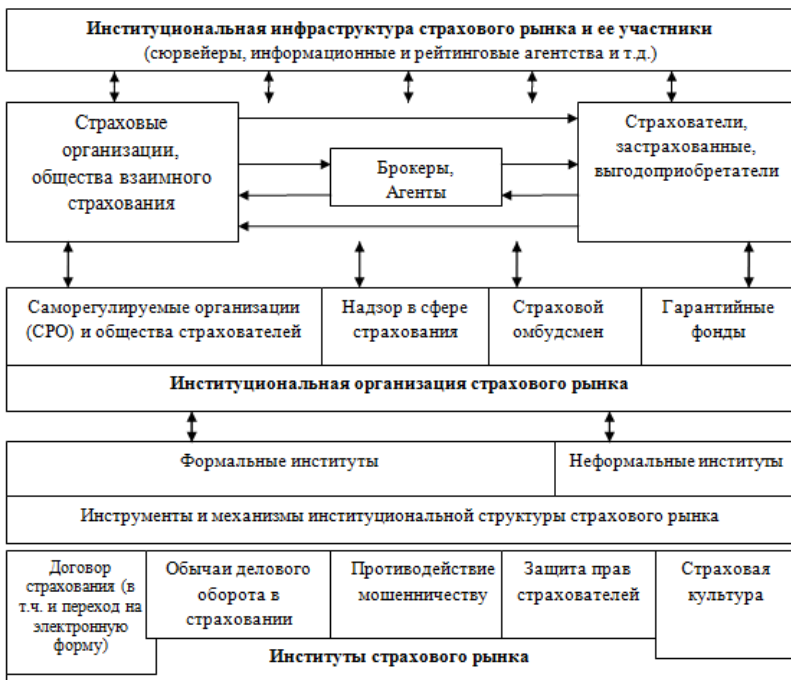 Институциональная инфраструктура страхового рынка и ее участники
(сюрвейеры, информационные и рейтинговые агентства и т.д.)
Страховые
организации,
общества взаимного
страхования
Брокеры,
Агенты
Страхователи,
застрахованные,
выгодоприобретатели
Саморегулируемые организации
(СРО) и общества страхователей
Надзор в сфере
страхования
Страховой
омбудсмен
Гарантийные
фонды
Институциональная организация страхового рынка
Формальные институты
Неформальные институты
Инструменты и механизмы институциональной структуры страхового рынка
Договор
страхования (в
т.ч. и переход на
электронную
форму)
Обычаи делового
оборота в
страховании
Противодействие
мошенничеству
Защита прав
страхователей
Страховая
культура
Институты страхового рынка